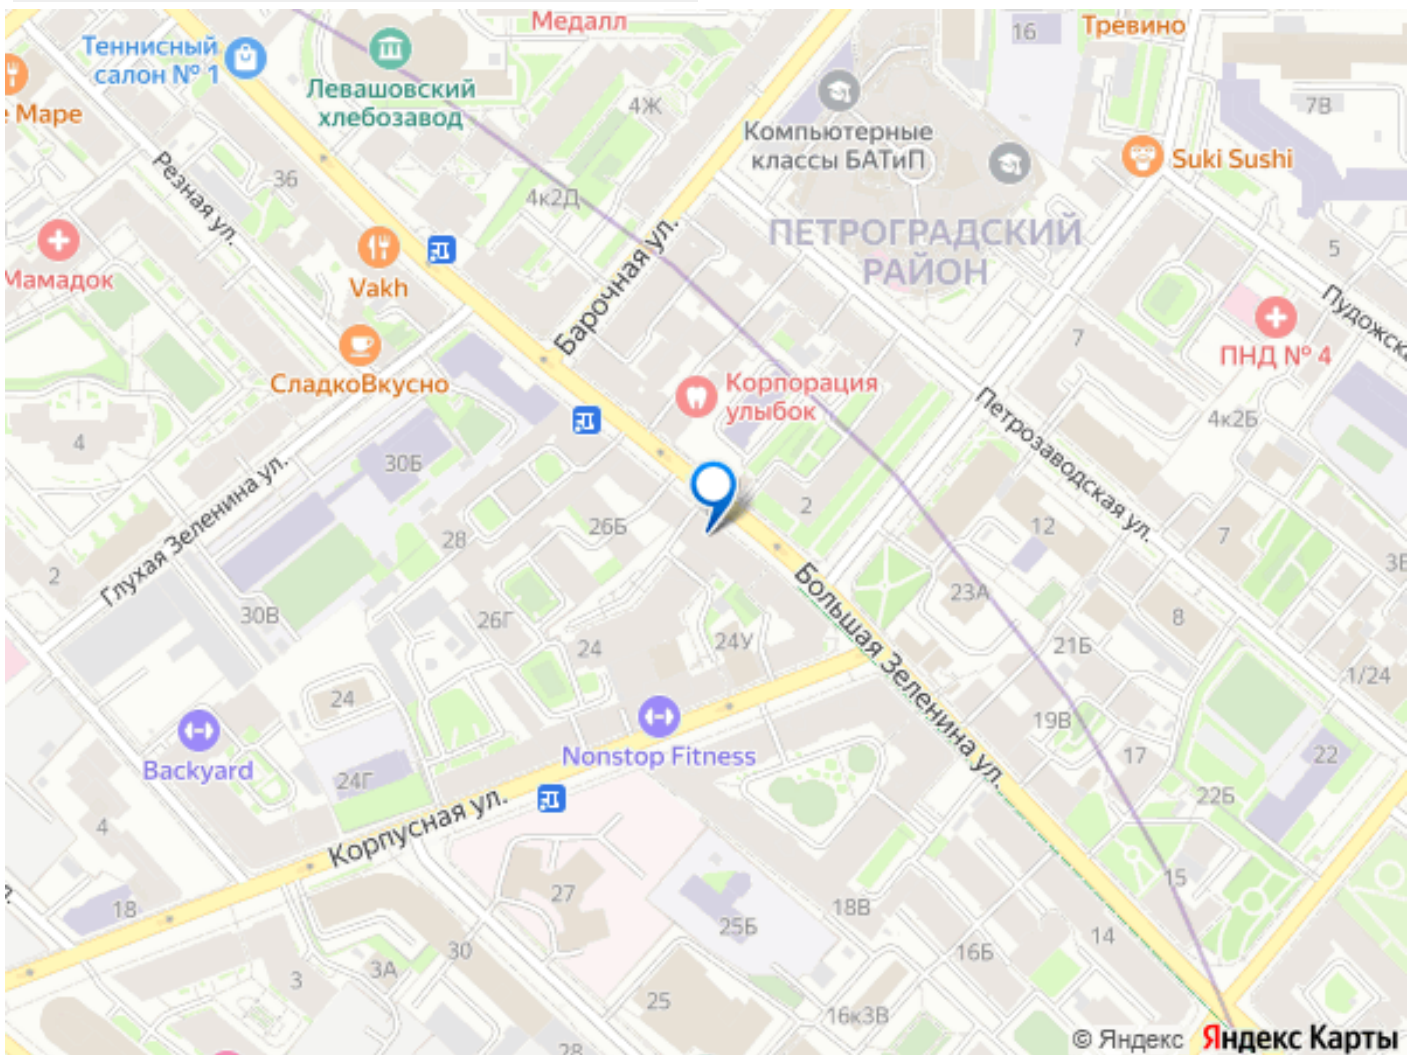 Медалл
16
Тревино
Теннисный
салон № 1
Левашовский
хлебозавод
4Ж
7В
е Маре
Компьютерные
классы БАТиП
Suki Sushi
Резная ул.
36
4к2Д
ПЕТРОГРАДСКИЙ
РАЙОН
5
Мамадок
Vakh
Барочная ул.
Пудожска
7
ПНД № 4
СладкоВкусно
Корпорация
улыбок
Петрозаводская ул.
4к2Б
4
30Б
Глухая Зеленина ул.
2
26Б
28
12
7
3Е
2
Большая Зеленина ул.
23А
30В
26Г
8
24
24У
21Б
1/24
24
19В
17
22
Backyard
Nonstop Fitness
24Г
22Б
4
Корпусная ул.
15
27
18
18В
25Б
14
30
16Б
3А
3
25
16к3В
28
© Яндекс Яндекс Карты